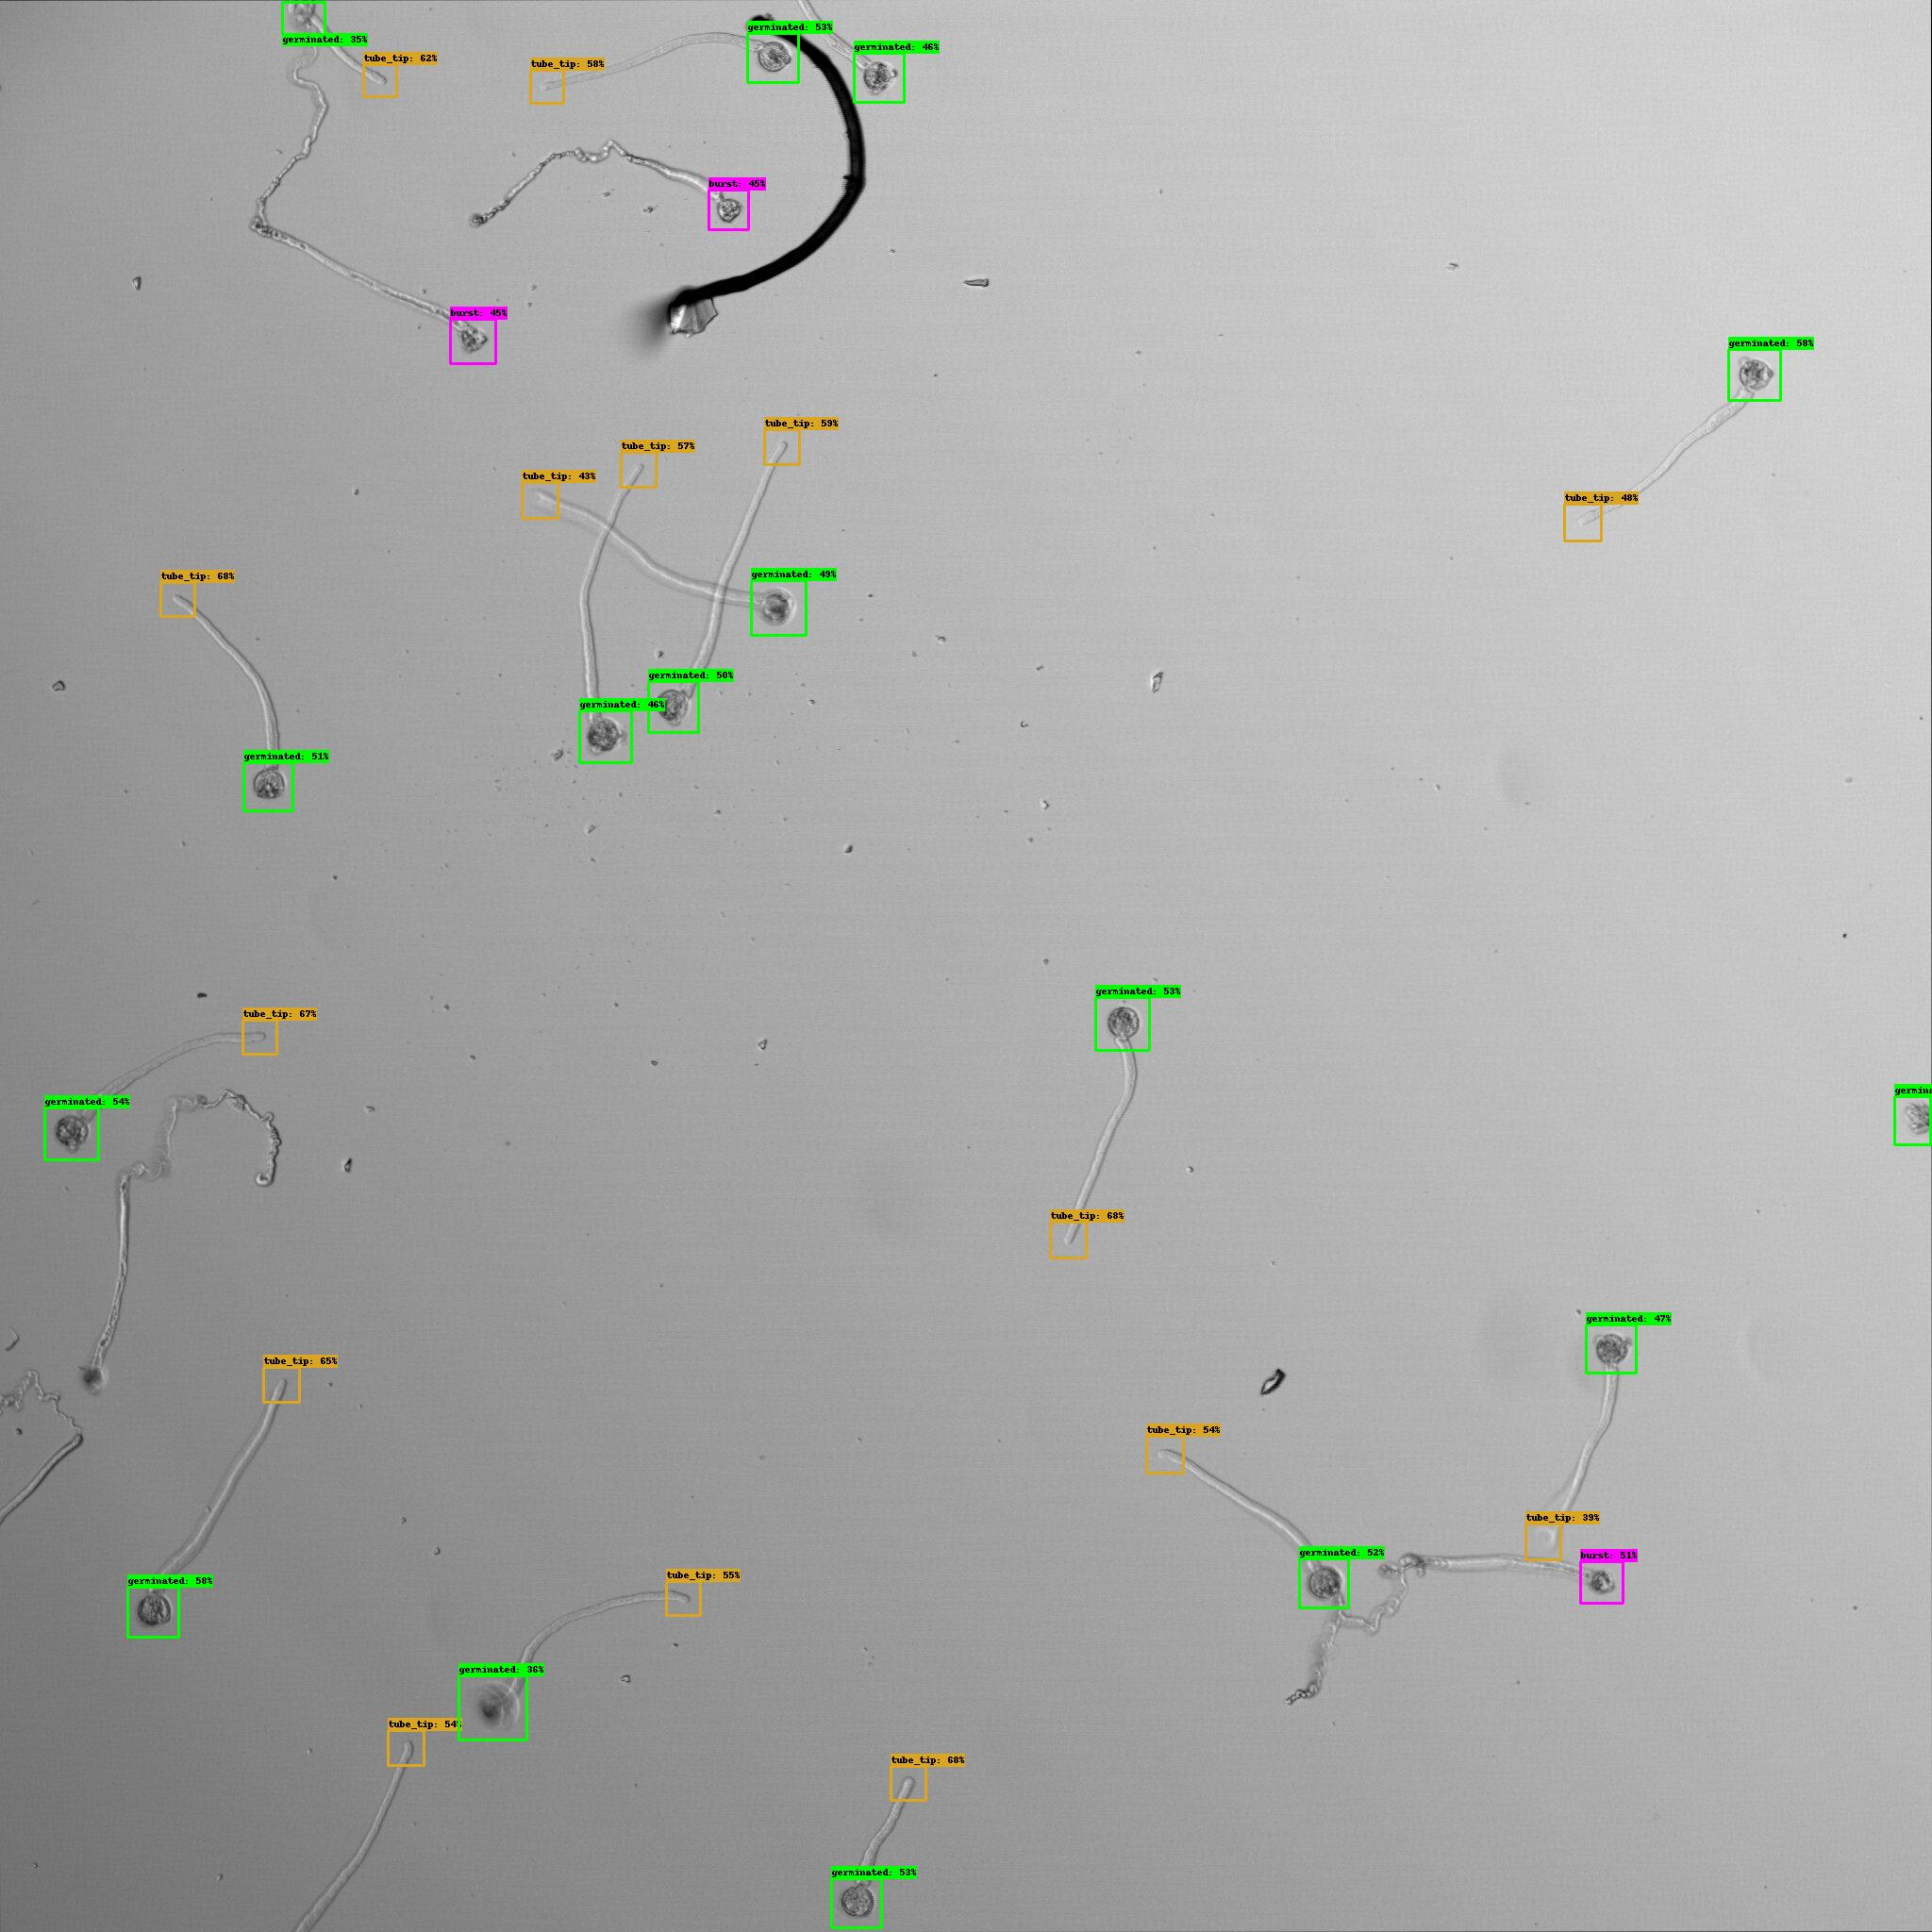 germinated: 53%
germinated: 35%
germinated: 46%
tube_tip: 62%
tube_tip: 58%
burst: 45%
burst: 45%
germinated: 58%
tube_tip: 59%
tube_tip: 57%
tube_tip: 43%
tube_tip: 48%
germinated: 49%
tube_tip: 68%
germinated: 50%
germinated: 46%
germinated: 51%
germinated: 53%
tube_tip: 67%
germina
germinated: 54%
tube_tip: 68%
germinated: 47%
tube_tip: 65%
tube_tip: 54%
tube_tip: 39%
germinated: 52%
burst: 51%
tube_tip: 55%
germinated: 58%
germinated: 36%
tube_tip: 54%
tube_tip: 68%
germinated: 53%